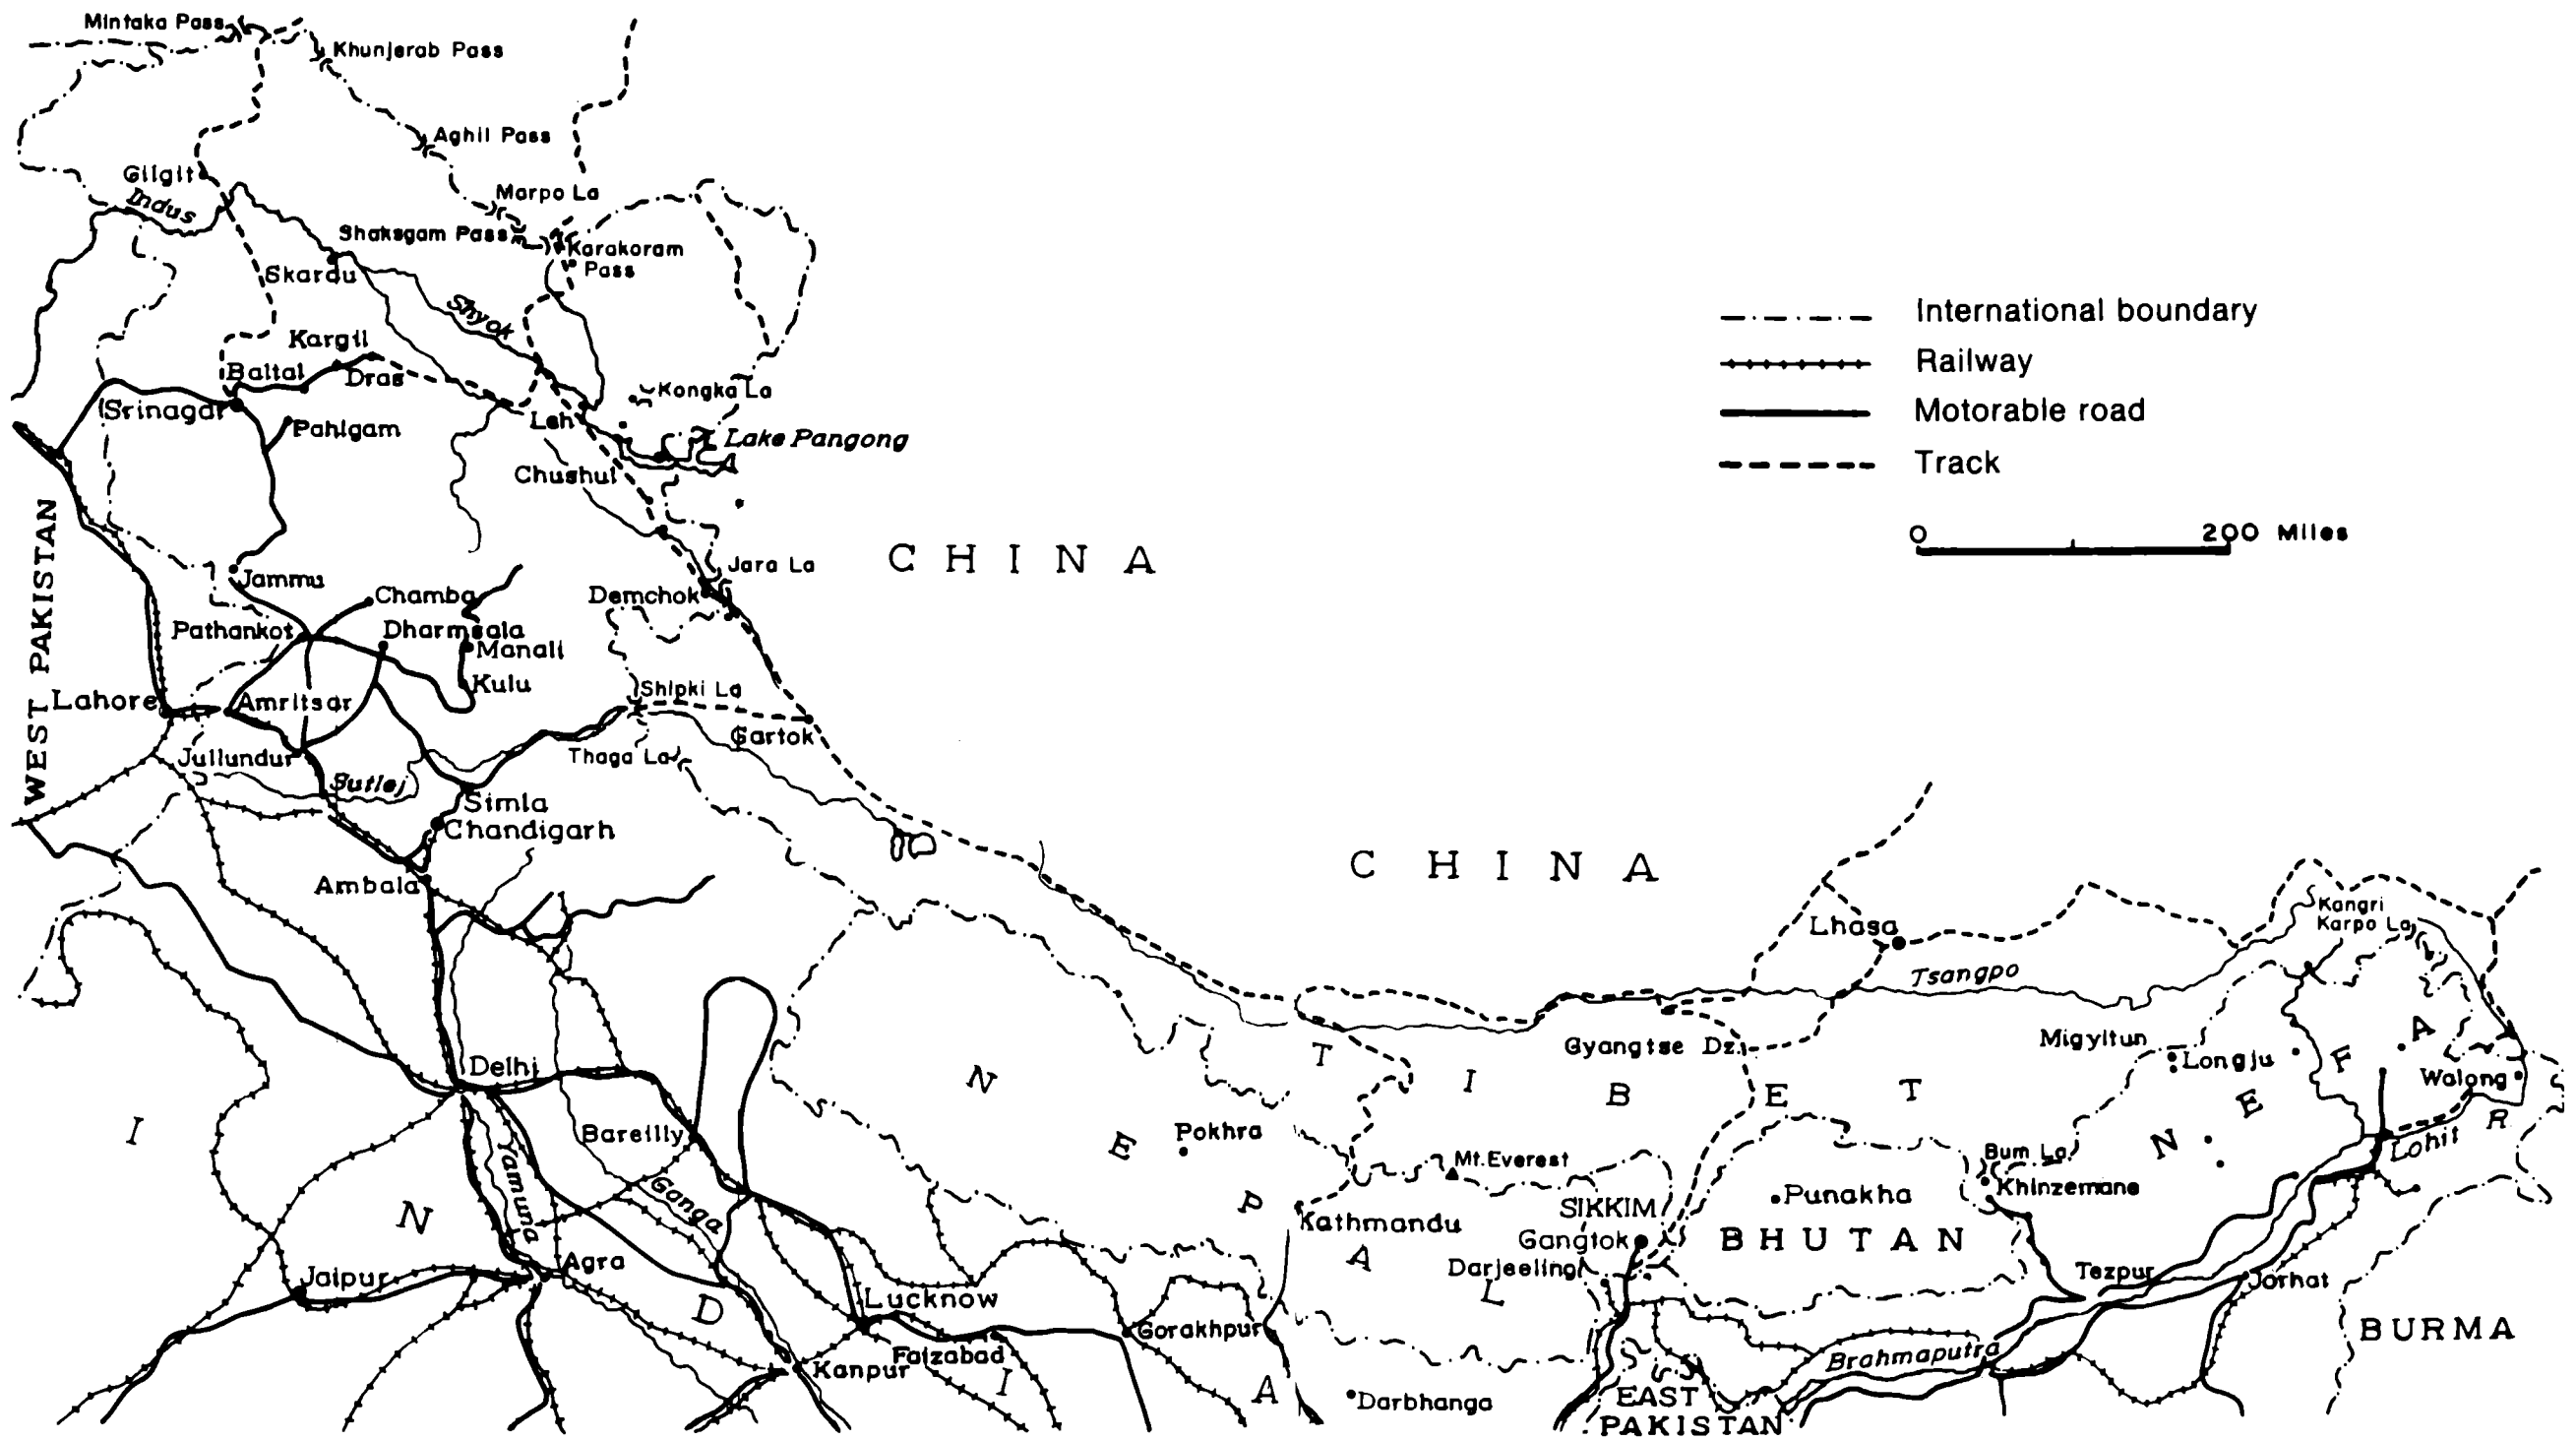 Mintaka Pass
Khunjerab Pass
Aghil Pass
Gilgit
Indus
Marpo La
Shaksgam Pass
Karakoram
Pass
Skardu
Shyok
International boundary
Railway
Motorable road
Track
0 200 Miles
Kargil
Baltal
Dras
Srinagar
Pahlgam
Kongka La
Leh
Lake Pangong
Chushul
WEST PAKISTAN
CHINA
Jara La
Jammu
Chamba
Demchok
Pathankot
Dharmsala
Manali
Kulu
Lahore
Amritsar
Shipki La
Gartok
Jullundur
Thaga La
Sutlej
Simla
Chandigarh
Ambala
CHINA
Lhasa
Kangri
Karpo La
Tsangpo
Delhi
Gyangtse Dz.
Migyitun
Longju
Walong
TIBET
NEFA
Bareilly
Pokhra
Mt. Everest
Bum La
Khinzemane
Lohit
R
Yamuna
Ganga
SIKKIM
Punakha
Kathmandu
Gangtok
BHUTAN
NEPAL
Darjeeling
Tezpur
Jorhat
Agra
Jaipur
Lucknow
Gorakhpur
Faizabad
Kanpur
INDIA
Brahmaputra
BURMA
Darbhanga
EAST
PAKISTAN